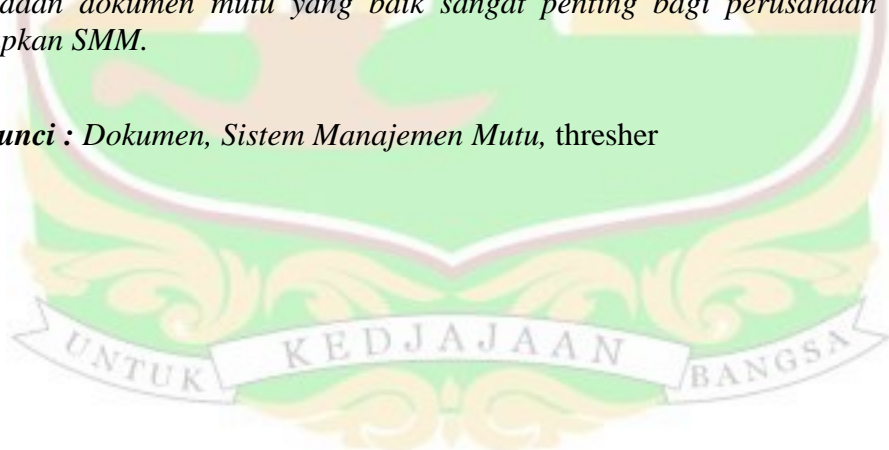 adaan dokumen mutu yang baik sangat penting bagi perusahaan
pkan SMM.
unci : Dokumen, Sistem Manajemen Mutu, thresher
UNTUK KEDJAJAAN BANGSA